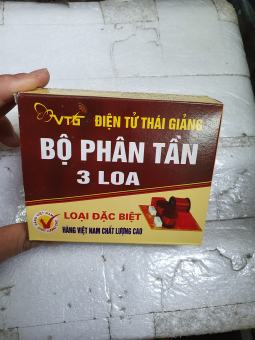 VTG ĐIỆN TỬ THÁI GIẢNG
BỘ PHÂN TẦN
3 LOA
LOẠI ĐẶC BIỆT
HÀNG VIỆT NAM CHẤT LƯỢNG CAO